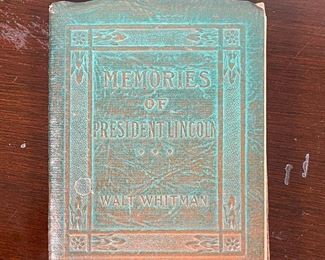 MEMORIES
OF
PRESIDENT LINCOLN
WALT WHITMAN